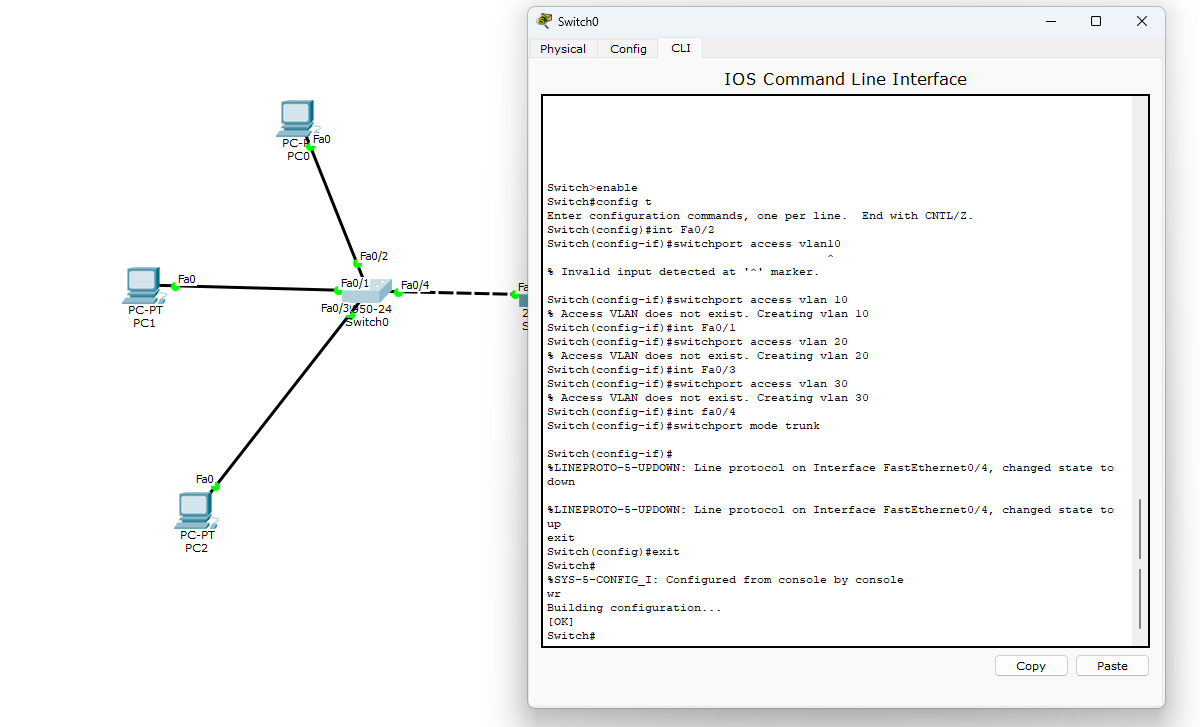 Switch0
Physical
Config
CLI
IOS Command Line Interface
Switch>enable
Switch#config t
Enter configuration commands, one per line.  End with CNTL/Z.
Switch(config)#int Fa0/2
Switch(config-if)#switchport access vlan10
^
% Invalid input detected at '^' marker.
Switch(config-if)#switchport access vlan 10
% Access VLAN does not exist. Creating vlan 10
Switch(config-if)#int Fa0/1
Switch(config-if)#switchport access vlan 20
% Access VLAN does not exist. Creating vlan 20
Switch(config-if)#int Fa0/3
Switch(config-if)#switchport access vlan 30
% Access VLAN does not exist. Creating vlan 30
Switch(config-if)#int fa0/4
Switch(config-if)#switchport mode trunk
Switch(config-if)#
%LINEPROTO-5-UPDOWN: Line protocol on Interface FastEthernet0/4, changed state to
down
%LINEPROTO-5-UPDOWN: Line protocol on Interface FastEthernet0/4, changed state to
up
exit
Switch(config)#exit
Switch#
%SYS-5-CONFIG_I: Configured from console by console
wr
Building configuration...
[OK]
Switch#
Copy
Paste
Fa0
PC0
Fa0/2
Fa0
Fa0/1
Fa0/4
PC-PT
PC1
Fa0/3
50-24
Switch0
Fa0
PC-PT
PC2